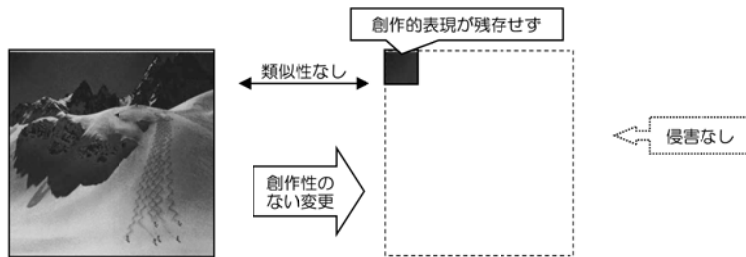 創作的表現が残存せず
類似性なし
侵害なし
創作性の
ない変更